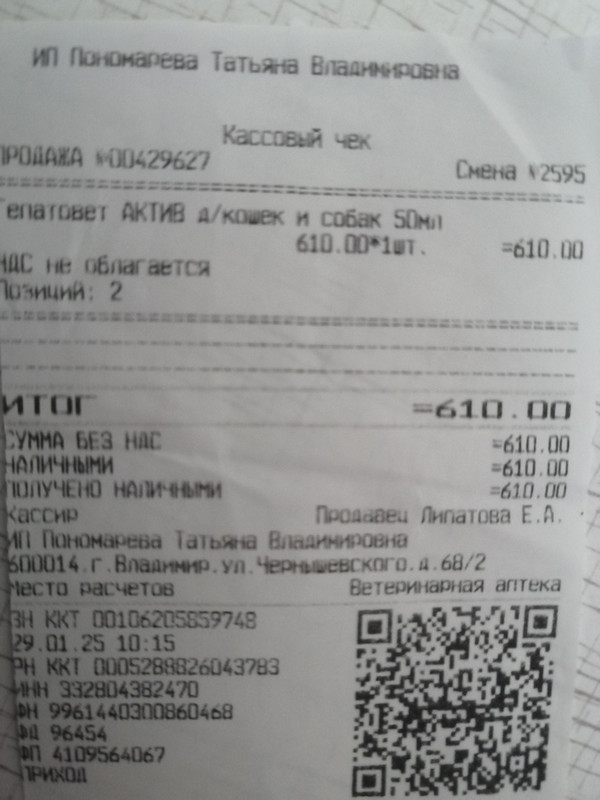 ИП Пономарева Татьяна Владимировна
Кассовый чек
ПРОДАЖА №00429627 Смена №2595
Гепатовет АКТИВ д/кошек и собак 50мл
610.00*1шт. =610.00
НДС не облагается
Позиций: 2
ИТОГ =610.00
СУММА БЕЗ НДС =610.00
НАЛИЧНЫМИ =610.00
ПОЛУЧЕНО НАЛИЧНЫМИ =610.00
Кассир Продавец Липатова Е.А.
ИП Пономарева Татьяна Владимировна
600014.г.Владимир.ул.Чернышевского.д.68/2
Место расчетов Ветеринарная аптека
ЗН ККТ 00106205859748
29.01.25 10:15
РН ККТ 0005288826043783
ИНН 332804382470
ФН 9961440300860468
ФД 96454
ФП 4109564067
ПРИХОД